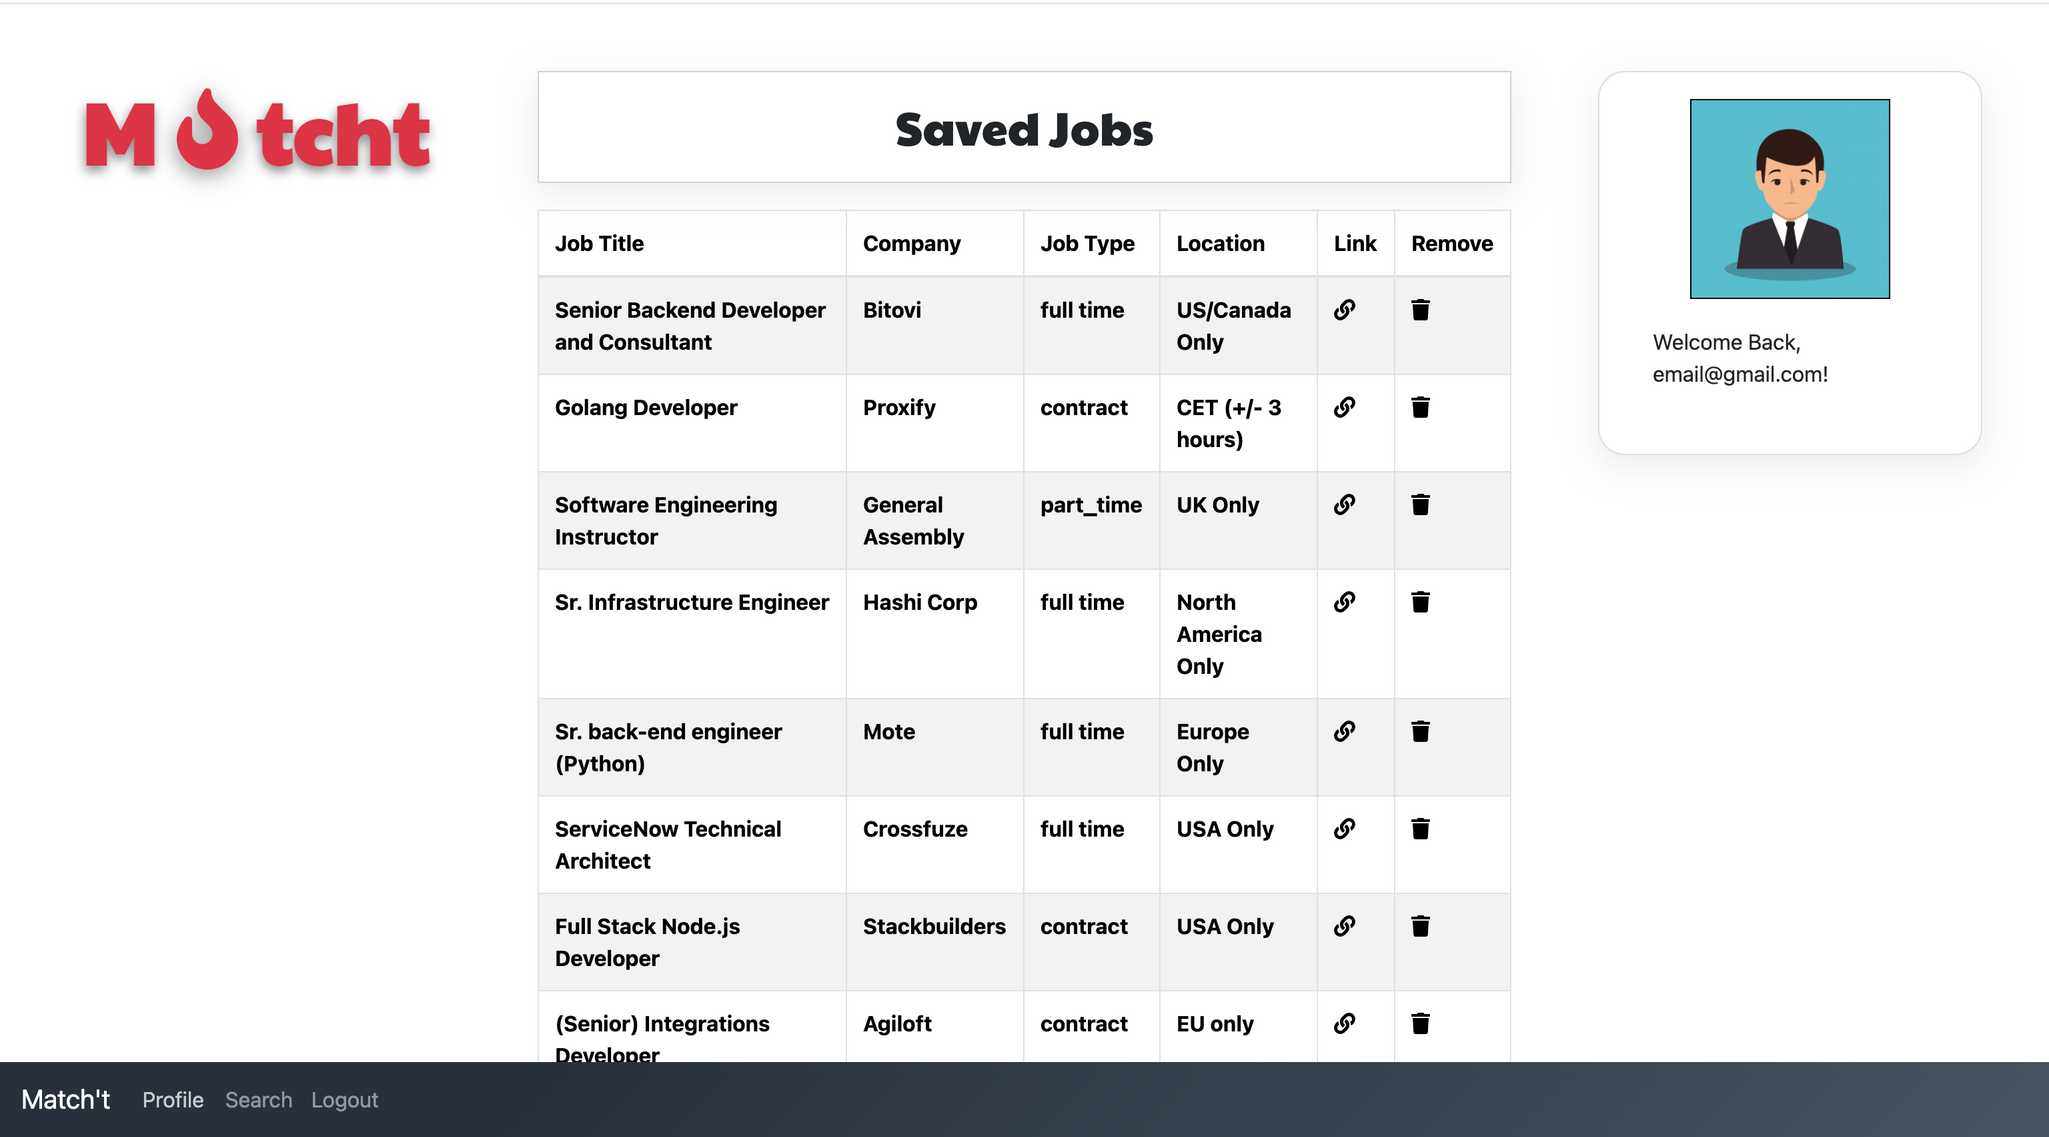 M tcht
Saved Jobs
Job Title Company Job Type Location Link Remove
Senior Backend Developer Bitovi full time US/Canada
and Consultant Only
Golang Developer Proxify contract CET (+/- 3
hours)
Software Engineering General part_time UK Only
Instructor Assembly
Sr. Infrastructure Engineer Hashi Corp full time North
America
Only
Sr. back-end engineer Mote full time Europe
(Python) Only
ServiceNow Technical Crossfuze full time USA Only
Architect
Full Stack Node.js Stackbuilders contract USA Only
Developer
(Senior) Integrations Agiloft contract EU only
Developer
Welcome Back,
email@gmail.com!
Match't Profile Search Logout